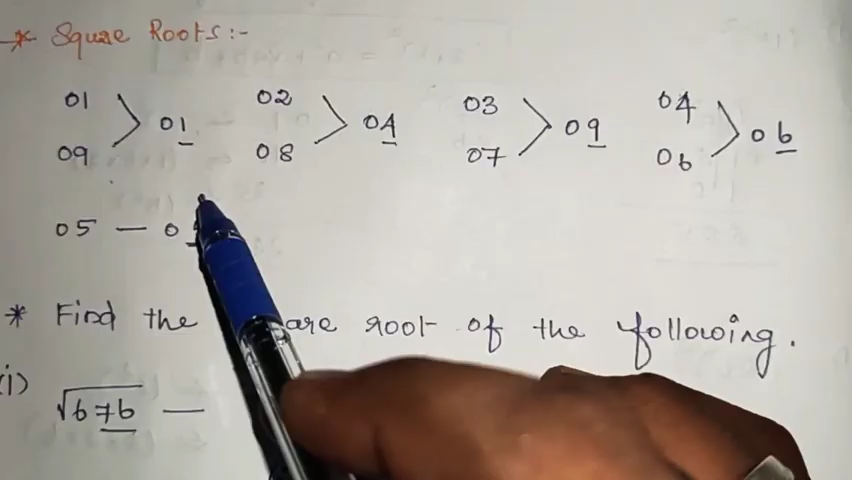 * Square Roots:-
01 02 03 04
> 01 > 04 > 09 > 06
09 08 07 06
05 — 0
* Find the are root of the following.
(i) √676 —